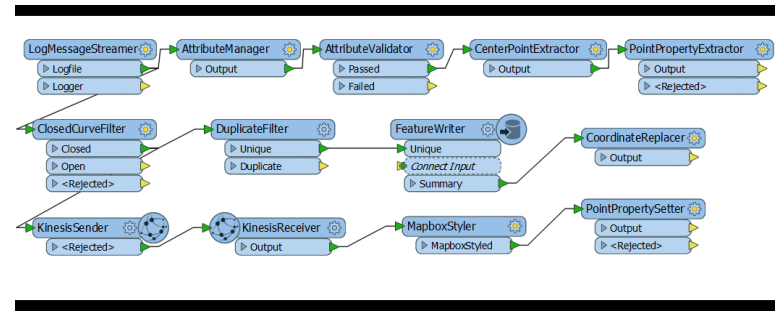 LogMessageStreamer
Logfile
Logger
AttributeManager
Output
AttributeValidator
Passed
Failed
CenterPointExtractor
Output
PointPropertyExtractor
Output
<Rejected>
ClosedCurveFilter
Closed
Open
<Rejected>
DuplicateFilter
Unique
Duplicate
FeatureWriter
Unique
Connect Input
Summary
CoordinateReplacer
Output
KinesisSender
<Rejected>
KinesisReceiver
Output
MapboxStyler
MapboxStyled
PointPropertySetter
Output
<Rejected>